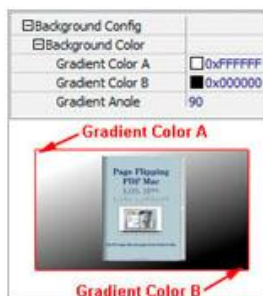 Background Config
Background Color
Gradient Color A 0xFFFFFF
Gradient Color B 0x000000
Gradient Angle 90
Gradient Color A
Page Flipping
PDF Mac
Gradient Color B